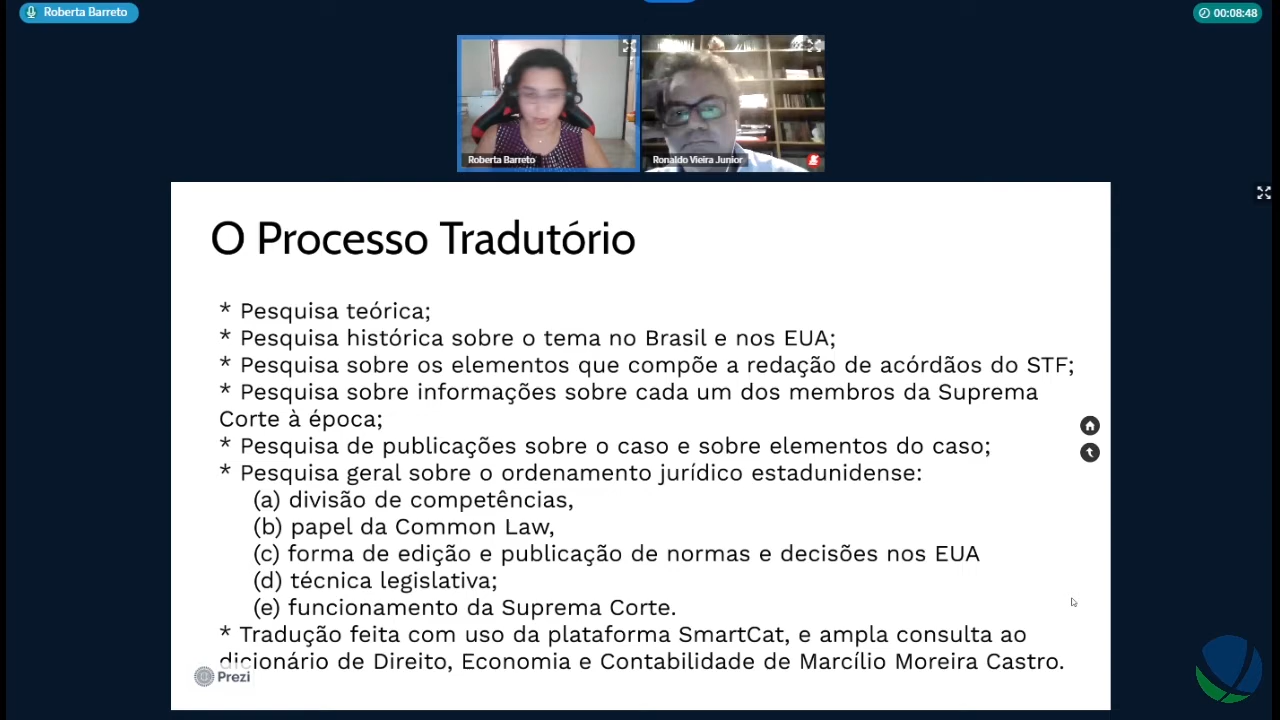 Roberta Barreto
00:08:48
Roberta Barreto
Ronaldo Vieira Junior
O Processo Tradutório
* Pesquisa teórica;
* Pesquisa histórica sobre o tema no Brasil e nos EUA;
* Pesquisa sobre os elementos que compõe a redação de acórdãos do STF;
* Pesquisa sobre informações sobre cada um dos membros da Suprema
Corte à época;
* Pesquisa de publicações sobre o caso e sobre elementos do caso;
* Pesquisa geral sobre o ordenamento jurídico estadunidense:
(a) divisão de competências,
(b) papel da Common Law,
(c) forma de edição e publicação de normas e decisões nos EUA
(d) técnica legislativa;
(e) funcionamento da Suprema Corte.
* Tradução feita com uso da plataforma SmartCat, e ampla consulta ao
dicionário de Direito, Economia e Contabilidade de Marcílio Moreira Castro.
Prezi